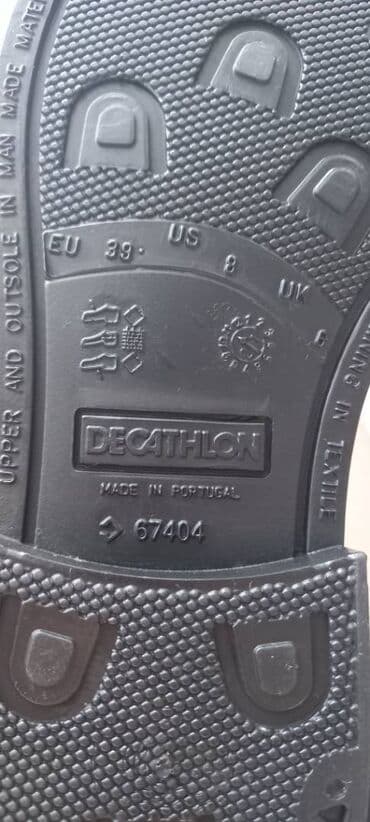 UPPER AND OUTSOLE IN MAN MADE MATE
EU 39 US 8 UK 6
DECATHLON
MADE IN PORTUGAL
67404
NING IN TEXTILE